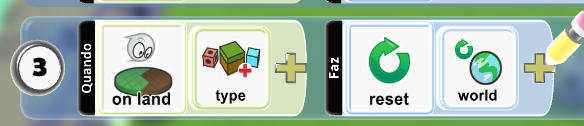 3
Quando
on land
type
Faz
reset
world